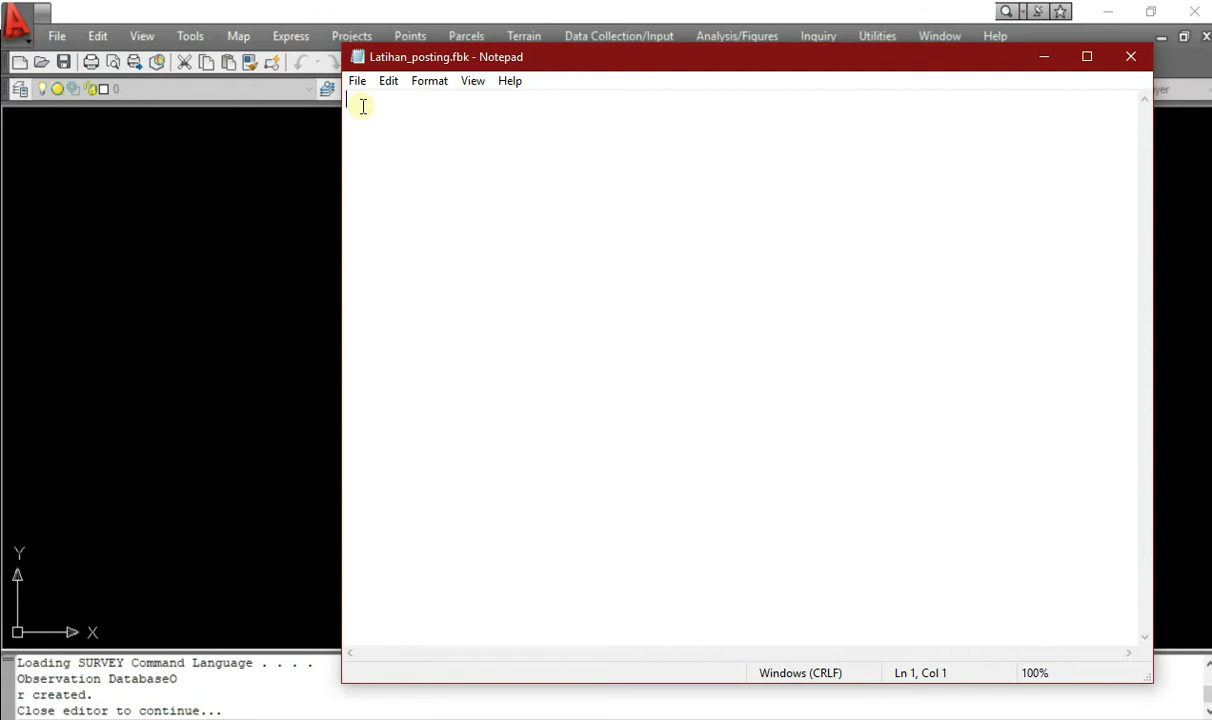 File Edit View Tools Map Express Projects Points Parcels Terrain Data Collection/Input Analysis/Figures Inquiry Utilities Window Help
Latihan_posting.fbk - Notepad
File Edit Format View Help
0
Y
X
Windows (CRLF) Ln 1, Col 1 100%
Loading SURVEY Command Language . . . .
Observation DatabaseO
r created.
Close editor to continue...